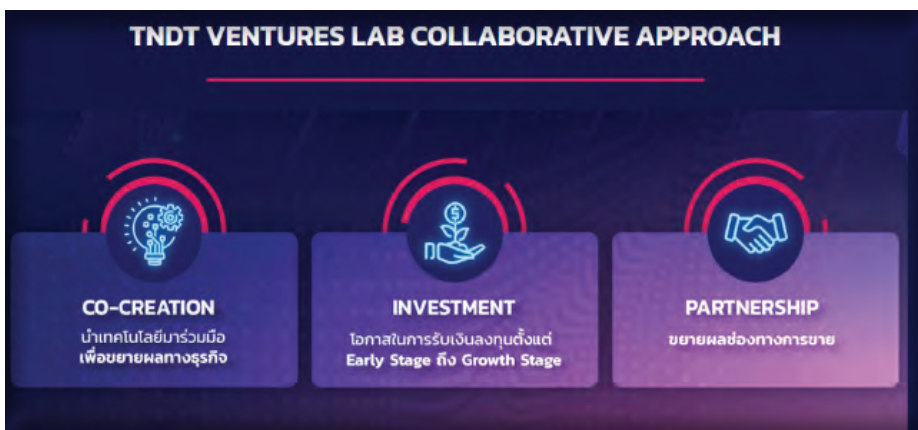 TNDT VENTURES LAB COLLABORATIVE APPROACH
CO-CREATION
นำเทคโนโลยีมาร่วมมือ
เพื่อขยายผลทางธุรกิจ
INVESTMENT
โอกาสในการรับเงินลงทุนตั้งแต่
Early Stage ถึง Growth Stage
PARTNERSHIP
ขยายผลช่องทางการขาย